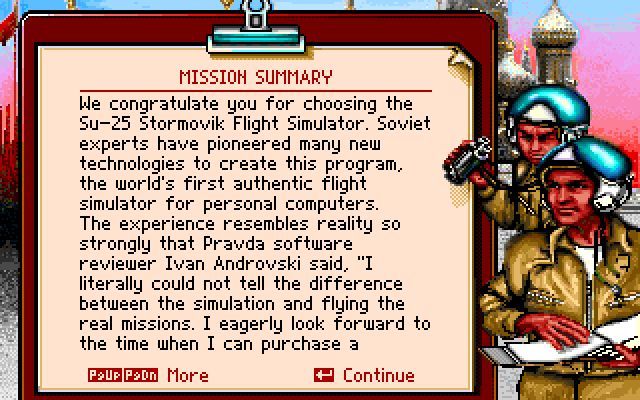 MISSION SUMMARY
We congratulate you for choosing the
Su-25 Stormovik Flight Simulator. Soviet
experts have pioneered many new
technologies to create this program,
the world's first authentic flight
simulator for personal computers.
The experience resembles reality so
strongly that Pravda software
reviewer Ivan Androvski said, "I
literally could not tell the difference
between the simulation and flying the
real missions. I eagerly look forward to
the time when I can purchase a
PgUp PgDn More
Continue